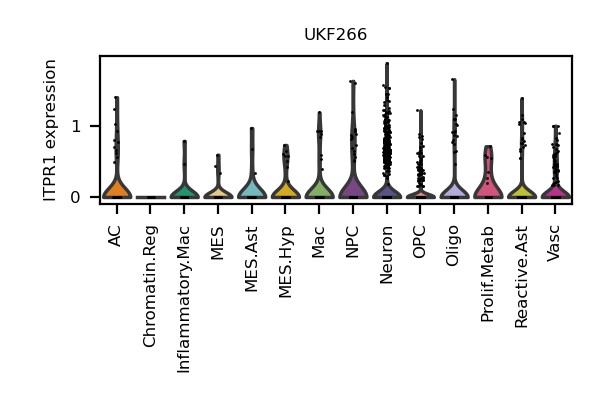 UKF266
ITPR1 expression
1
0
AC
Chromatin.Reg
Inflammatory.Mac
MES
MES.Ast
MES.Hyp
Mac
NPC
Neuron
OPC
Oligo
Prolif.Metab
Reactive.Ast
Vasc